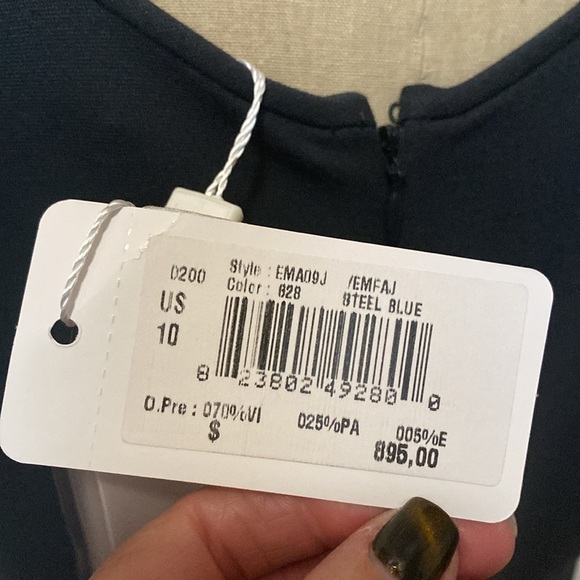 D200 Style : EMA09J /EMFAJ
Color : 628 STEEL BLUE
US
10
8 23802 49280 0
D.Pre : 070%VI 025%PA 005%E
$ 895,00